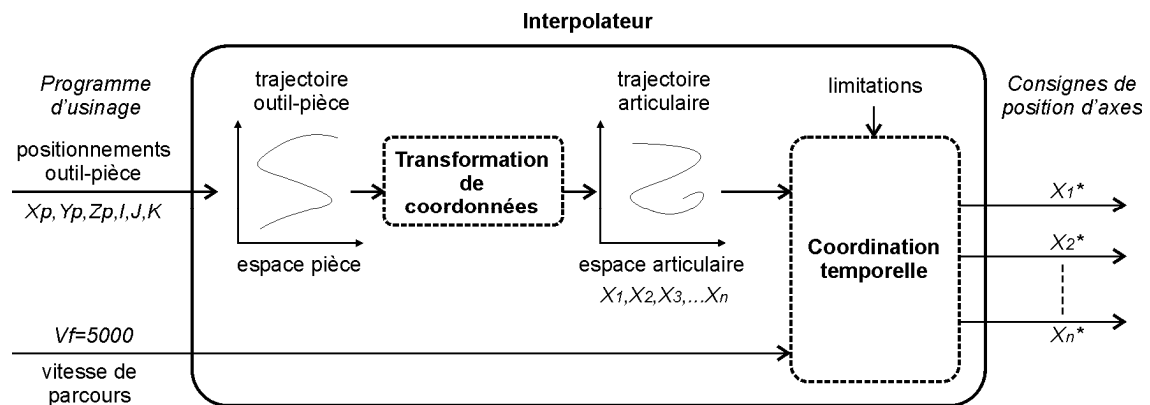 Interpolateur
Programme
d'usinage
positionnements
outil-pièce
Xp,Yp,Zp,I,J,K
trajectoire
outil-pièce
espace pièce
Transformation
de
coordonnées
trajectoire
articulaire
espace articulaire
X1,X2,X3,...Xn
limitations
Coordination
temporelle
Consignes de
position d'axes
X1*
X2*
Xn*
Vf=5000
vitesse de
parcours